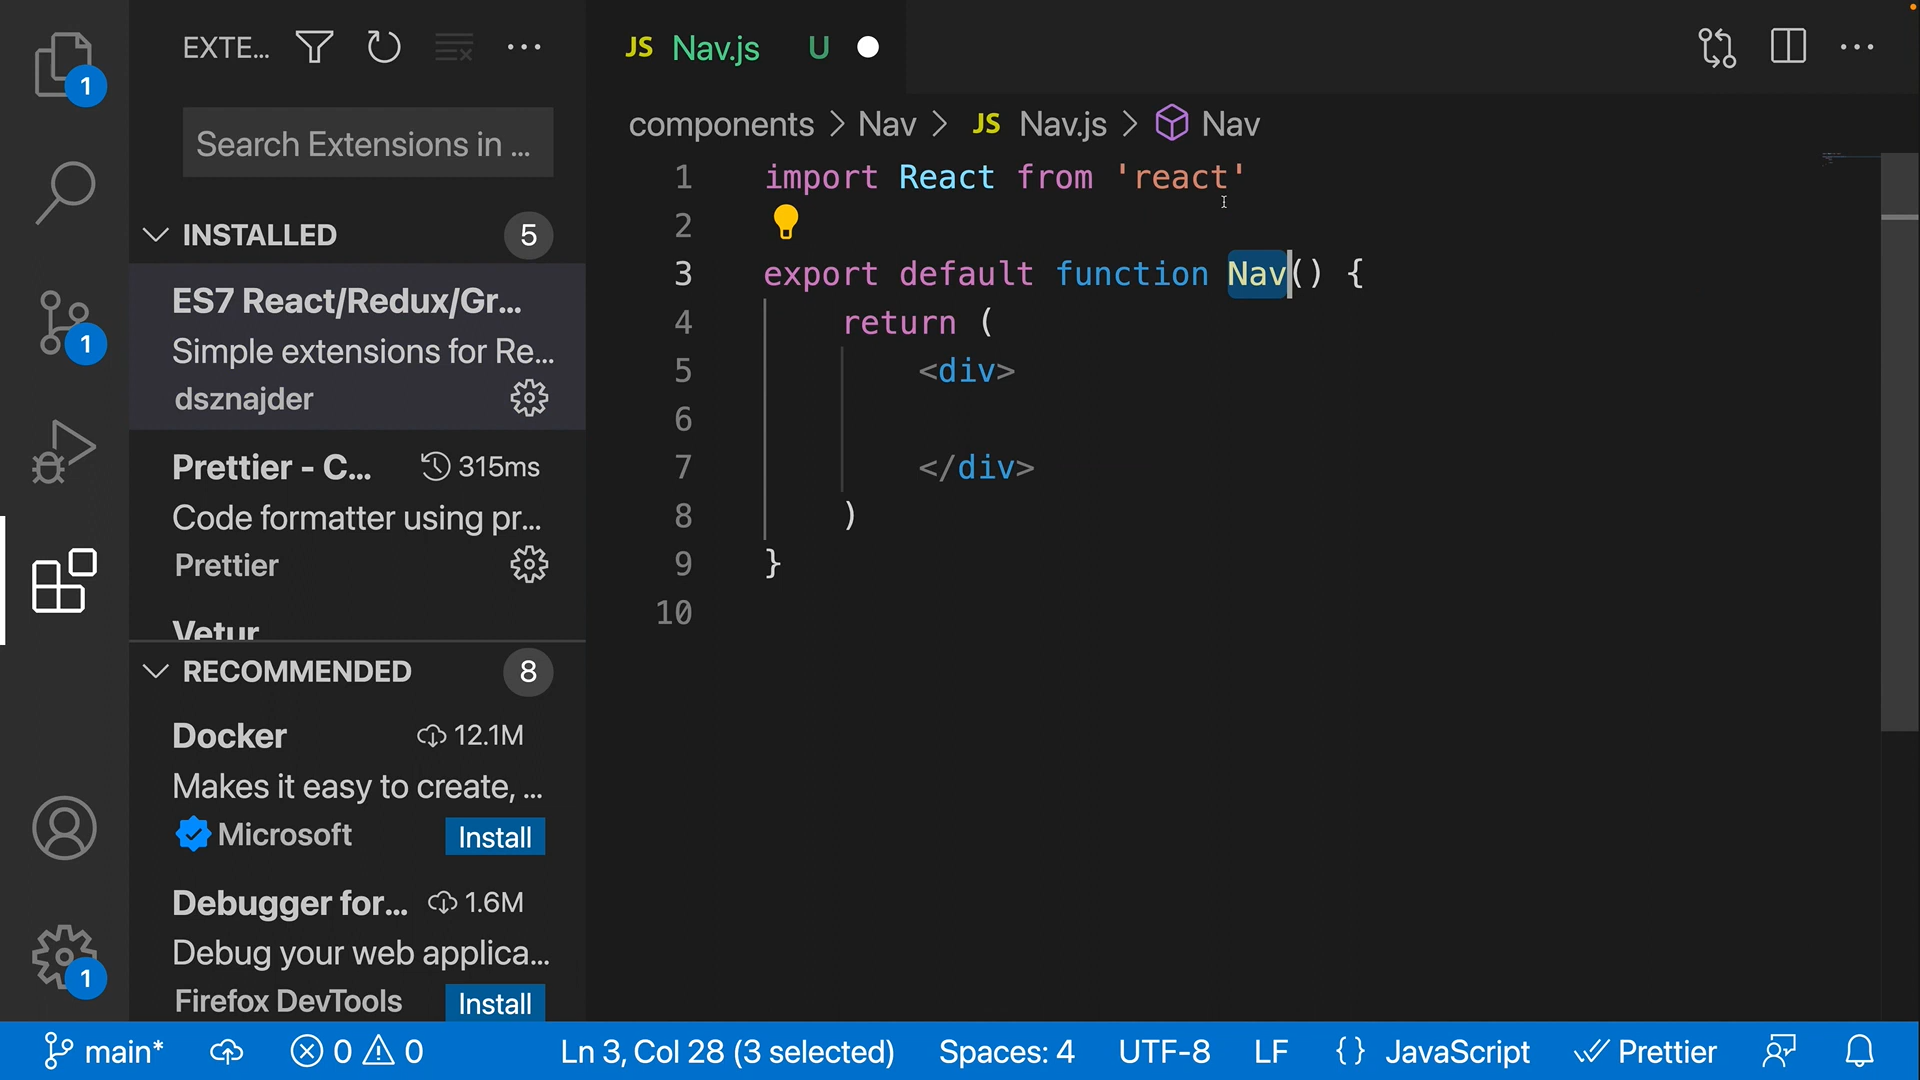 EXTE...
Search Extensions in ...
INSTALLED 5
ES7 React/Redux/Gr...
Simple extensions for Re...
dsznajder
Prettier - C... 315ms
Code formatter using pr...
Prettier
Vetur
RECOMMENDED 8
Docker 12.1M
Makes it easy to create, ...
Microsoft Install
Debugger for... 1.6M
Debug your web applica...
Firefox DevTools Install
1
1
1
JS Nav.js U
components > Nav > JS Nav.js > Nav
1 import React from 'react'
2
3 export default function Nav() {
4 return (
5 <div>
6
7 </div>
8 )
9 }
10
main* 0 0 Ln 3, Col 28 (3 selected) Spaces: 4 UTF-8 LF {} JavaScript Prettier